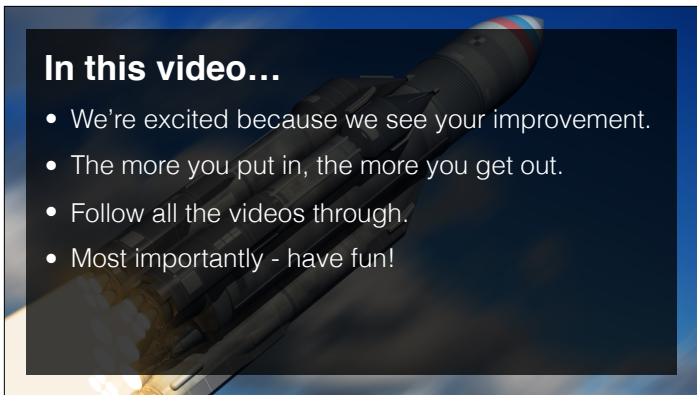 In this video…
• We’re excited because we see your improvement.
• The more you put in, the more you get out.
• Follow all the videos through.
• Most importantly - have fun!